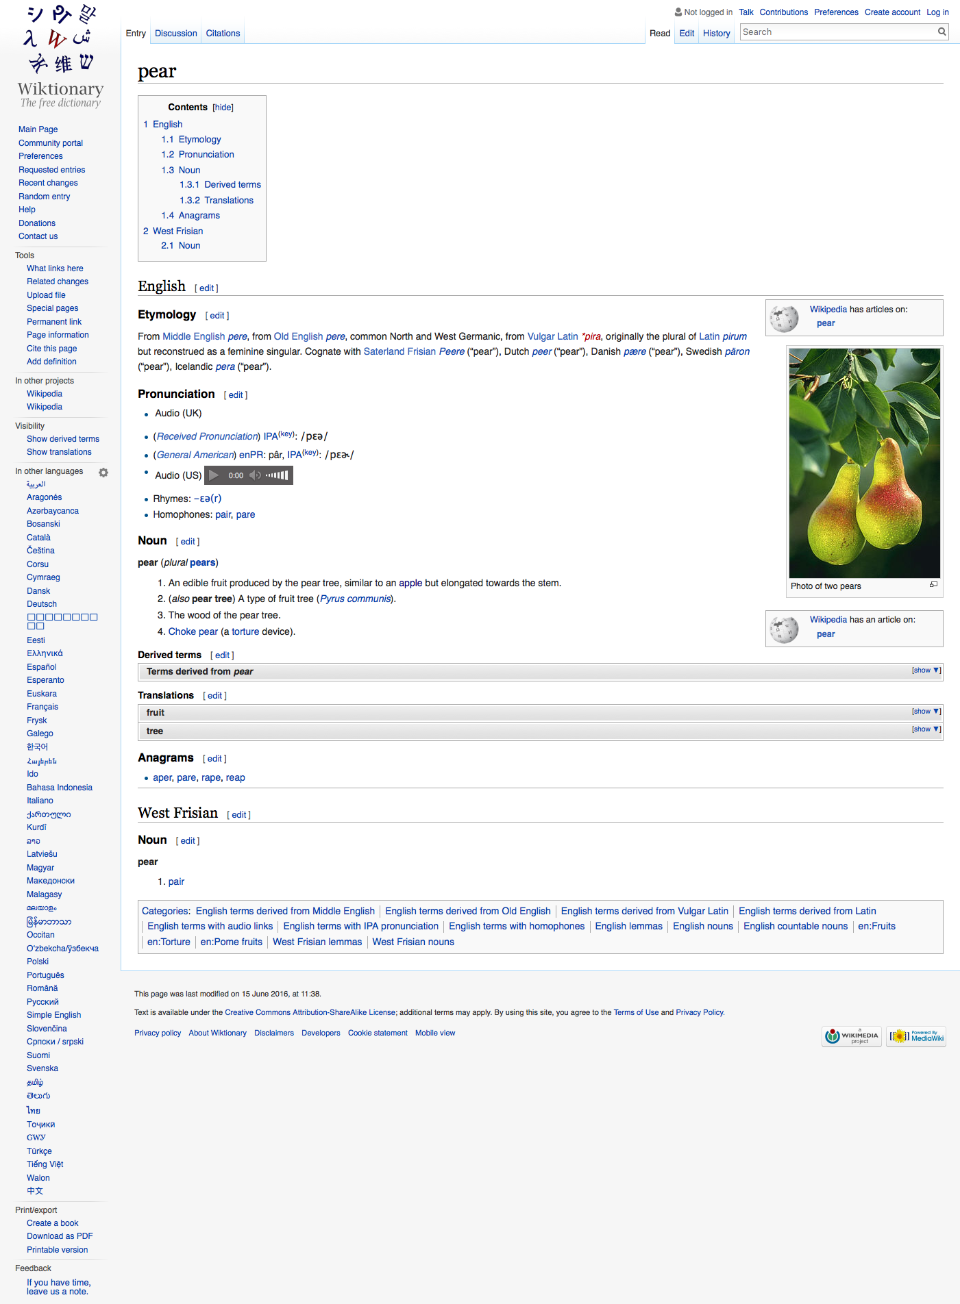 Not logged in Talk Contributions Preferences Create account Log in
Entry Discussion Citations
Read Edit History Search
Wiktionary
The free dictionary
Main Page
Community portal
Preferences
Requested entries
Recent changes
Random entry
Help
Donations
Contact us
Tools
What links here
Related changes
Upload file
Special pages
Permanent link
Page information
Cite this page
Add definition
In other projects
Wikipedia
Wikipedia
Visibility
Show derived terms
Show translations
In other languages
العربية
Aragonés
Azərbaycanca
Bosanski
Català
Čeština
Corsu
Cymraeg
Dansk
Deutsch
Eesti
Ελληνικά
Español
Esperanto
Euskara
Français
Frysk
Galego
한국어
Հայերեն
Ido
Bahasa Indonesia
Italiano
ქართული
Kurdî
ລາວ
Latviešu
Magyar
Македонски
Malagasy
മലയാളം
မြန်မာဘာသာ
Occitan
Oʻzbekcha/ўзбекча
Polski
Português
Română
Русский
Simple English
Slovenčina
Српски / srpski
Suomi
Svenska
தமிழ்
తెలుగు
ไทย
Тоҷикӣ
ᏣᎳᎩ
Türkçe
Tiếng Việt
Walon
中文
Print/export
Create a book
Download as PDF
Printable version
Feedback
If you have time,
leave us a note.
pear
Contents [hide]
1 English
1.1 Etymology
1.2 Pronunciation
1.3 Noun
1.3.1 Derived terms
1.3.2 Translations
1.4 Anagrams
2 West Frisian
2.1 Noun
English [ edit ]
Etymology [ edit ]
From Middle English pere, from Old English pere, common North and West Germanic, from Vulgar Latin *pira, originally the plural of Latin pirum
but reconstrued as a feminine singular. Cognate with Saterland Frisian Peere ("pear"), Dutch peer ("pear"), Danish pære ("pear"), Swedish päron
("pear"), Icelandic pera ("pear").
Wikipedia has articles on:
pear
Photo of two pears
Wikipedia has an article on:
pear
Pronunciation [ edit ]
Audio (UK)
(Received Pronunciation) IPA(key): /pɛə/
(General American) enPR: pâr, IPA(key): /pɛɚ/
Audio (US) 0:00
Rhymes: -ɛə(r)
Homophones: pair, pare
Noun [ edit ]
pear (plural pears)
1. An edible fruit produced by the pear tree, similar to an apple but elongated towards the stem.
2. (also pear tree) A type of fruit tree (Pyrus communis).
3. The wood of the pear tree.
4. Choke pear (a torture device).
Derived terms [ edit ]
Terms derived from pear [show ▼]
Translations [ edit ]
fruit [show ▼]
tree [show ▼]
Anagrams [ edit ]
aper, pare, rape, reap
West Frisian [ edit ]
Noun [ edit ]
pear
1. pair
Categories: English terms derived from Middle English | English terms derived from Old English | English terms derived from Vulgar Latin | English terms derived from Latin
| English terms with audio links | English terms with IPA pronunciation | English terms with homophones | English lemmas | English nouns | English countable nouns | en:Fruits
| en:Torture | en:Pome fruits | West Frisian lemmas | West Frisian nouns
This page was last modified on 15 June 2016, at 11:38.
Text is available under the Creative Commons Attribution-ShareAlike License; additional terms may apply. By using this site, you agree to the Terms of Use and Privacy Policy.
Privacy policy About Wiktionary Disclaimers Developers Cookie statement Mobile view
A WIKIMEDIA project
Powered By MediaWiki